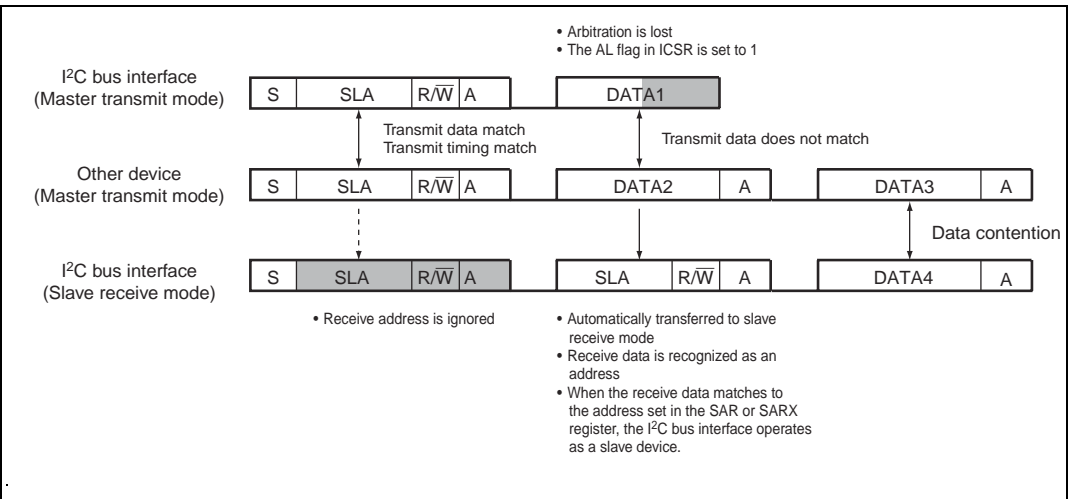 • Arbitration is lost
• The AL flag in ICSR is set to 1
I2C bus interface
(Master transmit mode)
S SLA R/W̅ A DATA1
Transmit data match
Transmit timing match
Transmit data does not match
Other device
(Master transmit mode)
S SLA R/W̅ A DATA2 A DATA3 A
Data contention
I2C bus interface
(Slave receive mode)
S SLA R/W̅ A SLA R/W̅ A DATA4 A
• Receive address is ignored
• Automatically transferred to slave
receive mode
• Receive data is recognized as an
address
• When the receive data matches to
the address set in the SAR or SARX
register, the I2C bus interface operates
as a slave device.
.